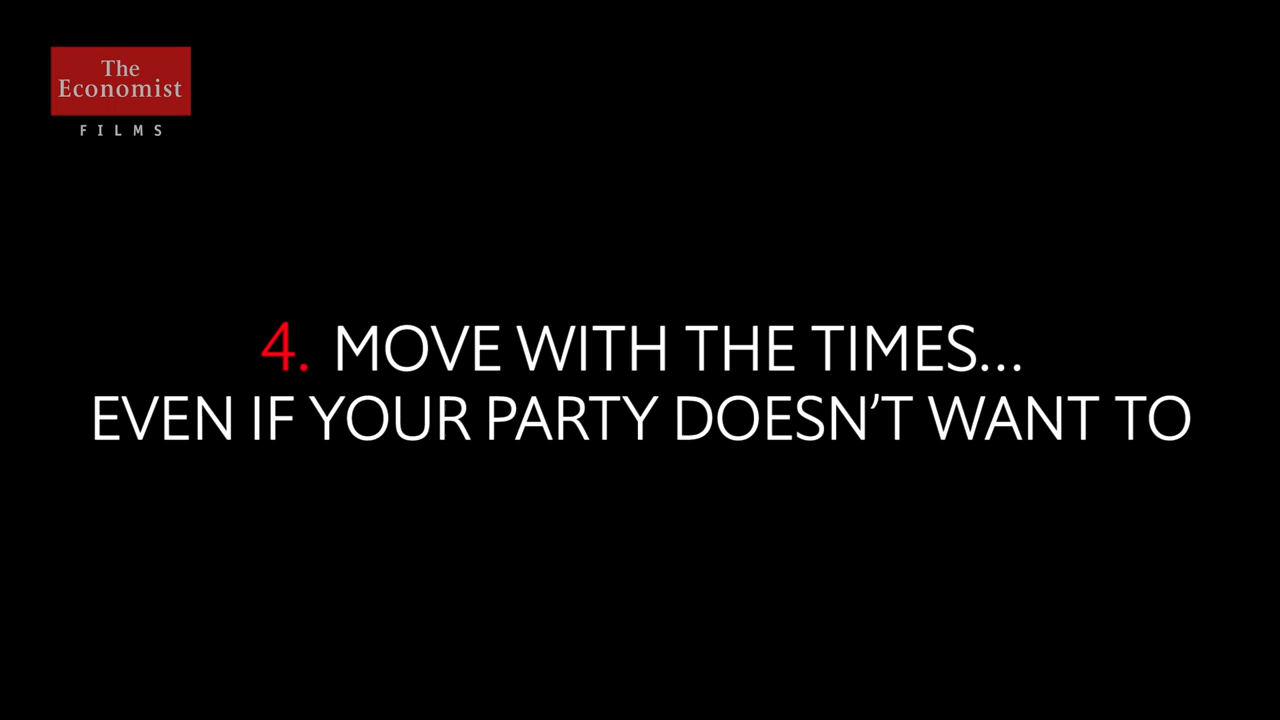 The
Economist
FILMS
4. MOVE WITH THE TIMES...
EVEN IF YOUR PARTY DOESN’T WANT TO